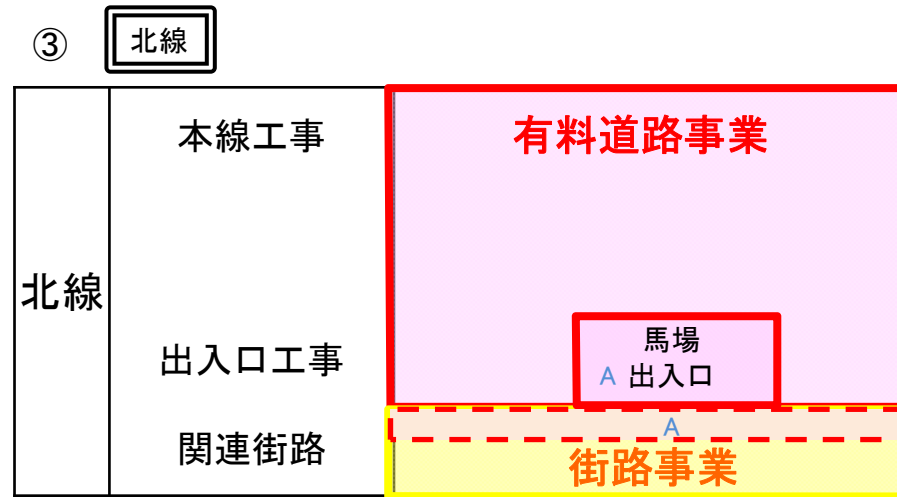 ③ 北線
北線
本線工事
有料道路事業
出入口工事
馬場
A 出入口
関連街路
A
街路事業